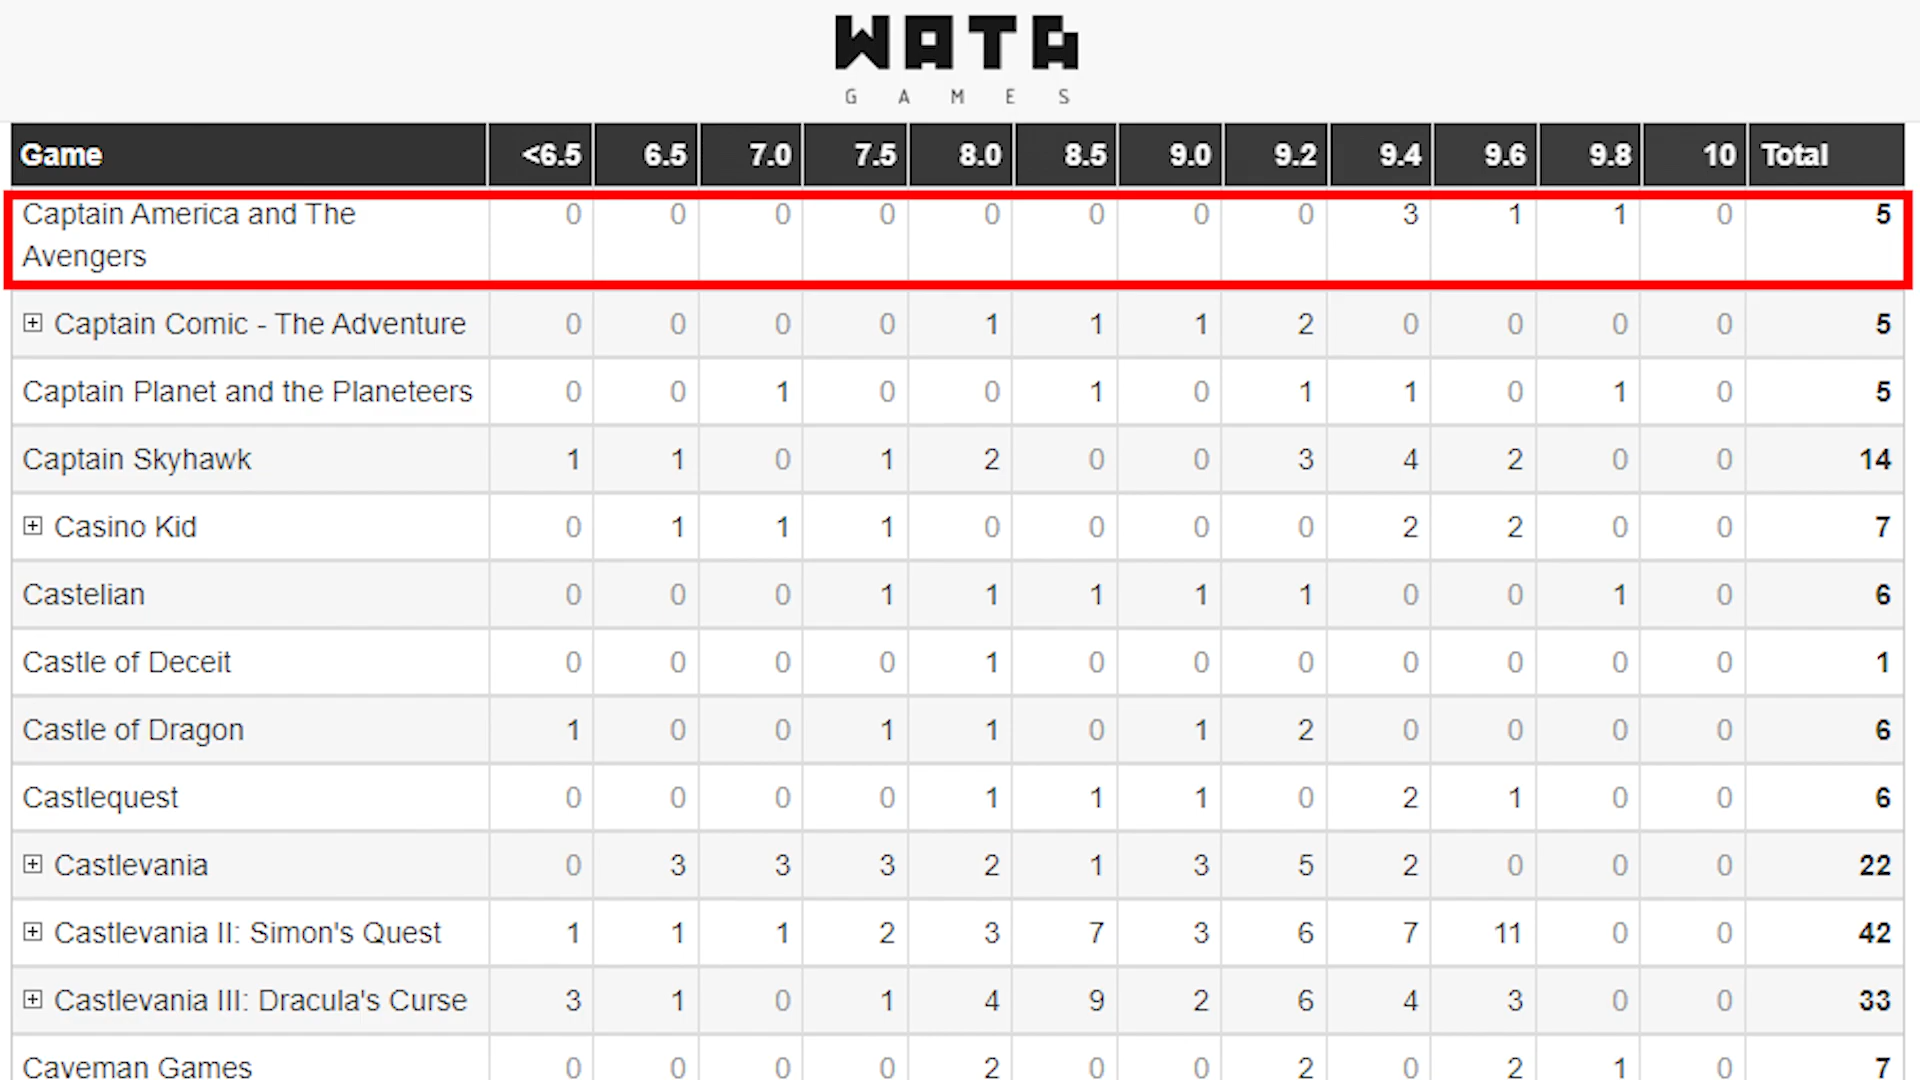 WATA
GAMES
Game <6.5 6.5 7.0 7.5 8.0 8.5 9.0 9.2 9.4 9.6 9.8 10 Total
Captain America and The 0 0 0 0 0 0 0 0 3 1 1 0 5
Avengers
Captain Comic - The Adventure 0 0 0 0 1 1 1 2 0 0 0 0 5
Captain Planet and the Planeteers 0 0 1 0 0 1 0 1 1 0 1 0 5
Captain Skyhawk 1 1 0 1 2 0 0 3 4 2 0 0 14
Casino Kid 0 1 1 1 0 0 0 0 2 2 0 0 7
Castelian 0 0 0 1 1 1 1 1 0 0 1 0 6
Castle of Deceit 0 0 0 0 1 0 0 0 0 0 0 0 1
Castle of Dragon 1 0 0 1 1 0 1 2 0 0 0 0 6
Castlequest 0 0 0 0 1 1 1 0 2 1 0 0 6
Castlevania 0 3 3 3 2 1 3 5 2 0 0 0 22
Castlevania II: Simon's Quest 1 1 1 2 3 7 3 6 7 11 0 0 42
Castlevania III: Dracula's Curse 3 1 0 1 4 9 2 6 4 3 0 0 33
Caveman Games 0 0 0 0 2 0 0 2 0 2 1 0 7